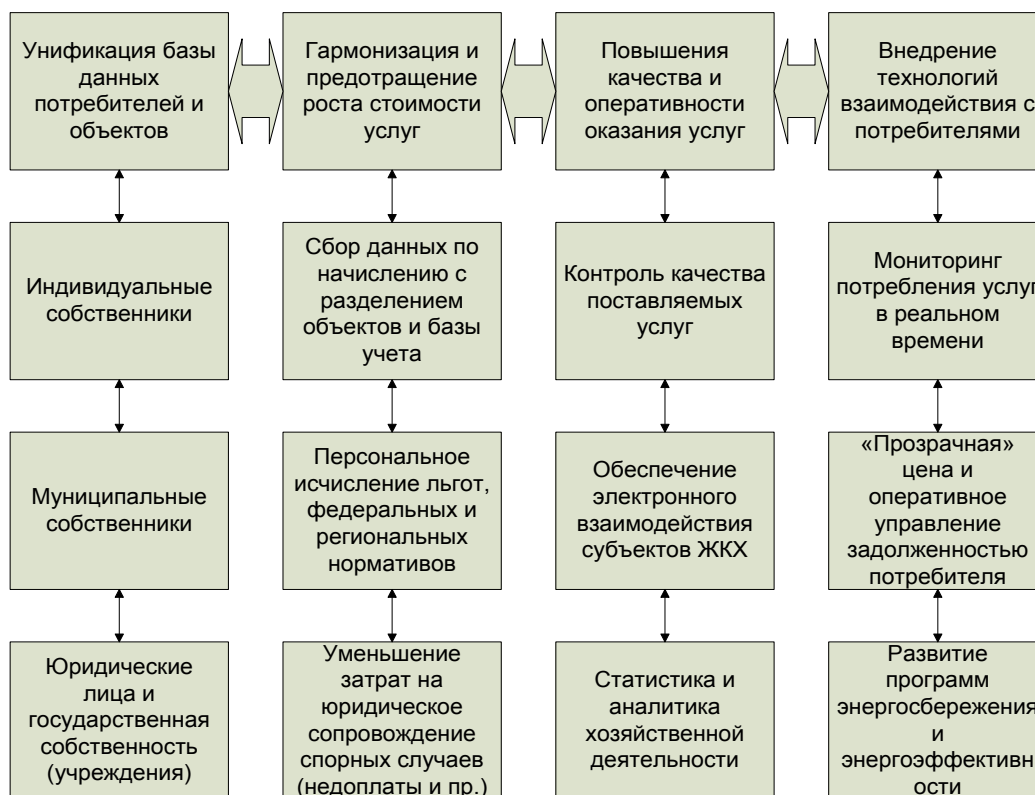 Унификация базы
данных
потребителей и
объектов
Гармонизация и
предотращение
роста стоимости
услуг
Повышения
качества и
оперативности
оказания услуг
Внедрение
технологий
взаимодействия с
потребителями
Индивидуальные
собственники
Сбор данных по
начислению с
разделением
объектов и базы
учета
Контроль качества
поставляемых
услуг
Мониторинг
потребления услуг
в реальном
времени
Муниципальные
собственники
Персональное
исчисление льгот,
федеральных и
региональных
нормативов
Обеспечение
электронного
взаимодействия
субъектов ЖКХ
«Прозрачная»
цена и
оперативное
управление
задолженностью
потребителя
Юридические
лица и
государственная
собственность
(учреждения)
Уменьшение
затрат на
юридическое
сопровождение
спорных случаев
(недоплаты и пр.)
Статистика и
аналитика
хозяйственной
деятельности
Развитие
программ
энергосбережения
и
энергоэффективн
ости